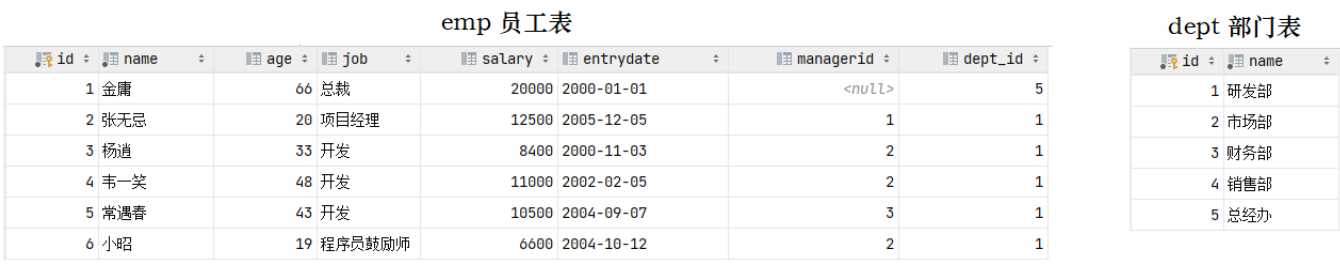 emp 员工表
id name age job salary entrydate managerid dept_id
1 金庸 66 总裁 20000 2000-01-01 <null> 5
2 张无忌 20 项目经理 12500 2005-12-05 1 1
3 杨逍 33 开发 8400 2000-11-03 2 1
4 韦一笑 48 开发 11000 2002-02-05 2 1
5 常遇春 43 开发 10500 2004-09-07 3 1
6 小昭 19 程序员鼓励师 6600 2004-10-12 2 1
dept 部门表
id name
1 研发部
2 市场部
3 财务部
4 销售部
5 总经办